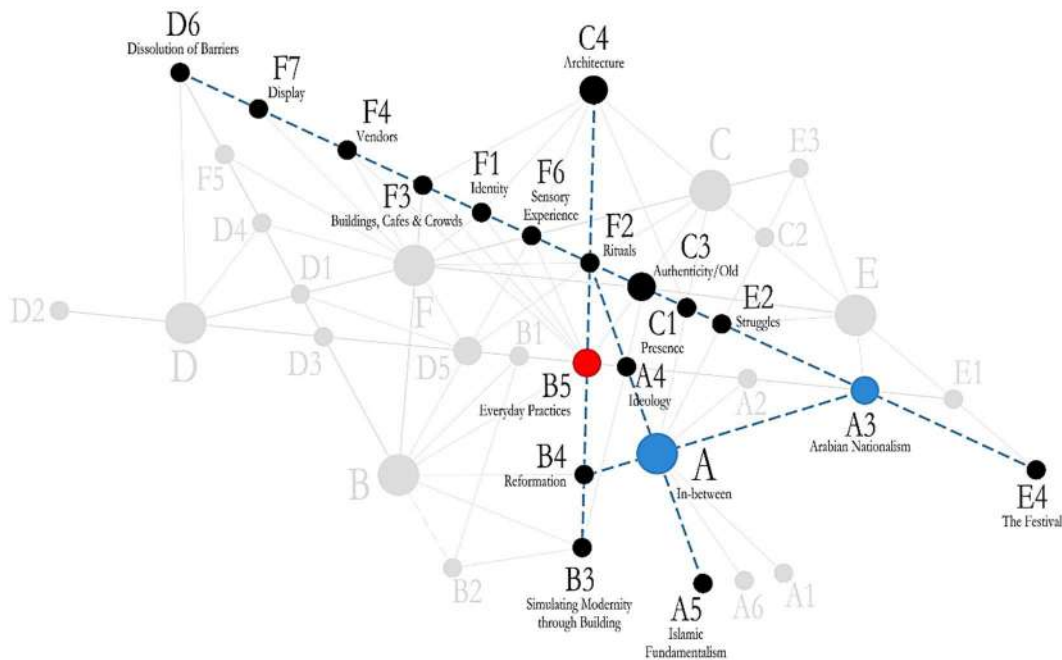 D6
Dissolution of Barriers
F7
Display
F4
Vendors
F3
Buildings, Cafes & Crowds
F1
Identity
F6
Sensory
Experience
C4
Architecture
F2
Rituals
C3
Authenticity/Old
C1
Presence
E2
Struggles
C
E3
C2
E
E1
F5
D4
D1
D2
D
D3
F
D5
B1
B5
Everyday Practices
A4
Ideology
A2
A3
Arabian Nationalism
B
B4
Reformation
A
In-between
E4
The Festival
B2
B3
Simulating Modernity
through Building
A5
Islamic
Fundamentalism
A6
A1